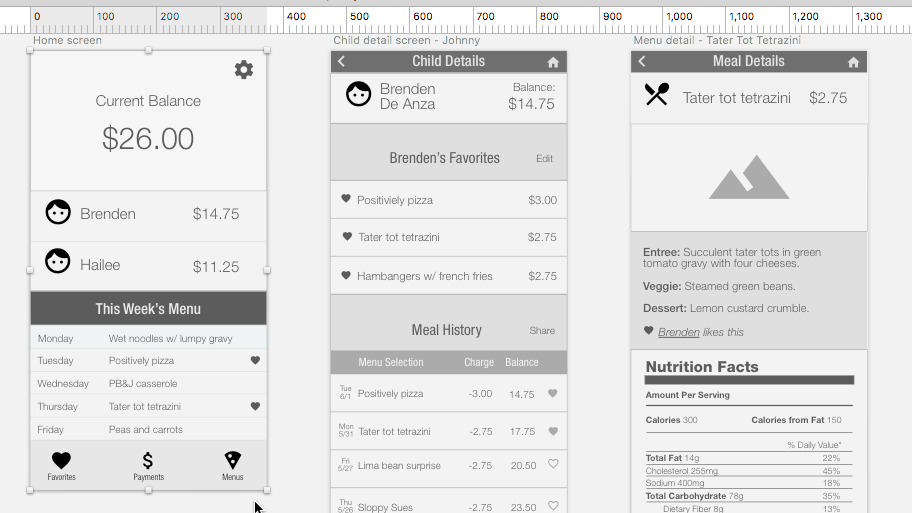 0 100 200 300 400 500 600 700 800 900 1,000 1,100 1,200 1,300
Home screen
Current Balance
$26.00
Brenden $14.75
Hailee $11.25
This Week's Menu
Monday Wet noodles w/ lumpy gravy
Tuesday Positively pizza
Wednesday PB&J casserole
Thursday Tater tot tetrazini
Friday Peas and carrots
Favorites Payments Menus
Child detail screen - Johnny
Child Details
Brenden
De Anza
Balance:
$14.75
Brenden's Favorites Edit
Positiviely pizza $3.00
Tater tot tetrazini $2.75
Hambangers w/ french fries $2.75
Meal History Share
Menu Selection Charge Balance
Tue
6/1
Positively pizza -3.00 14.75
Mon
5/31
Tater tot tetrazini -2.75 17.75
Fri
5/27
Lima bean surprise -2.75 20.50
Thu
5/26
Sloppy Sues -2.75 23.50
Menu detail - Tater Tot Tetrazini
Meal Details
Tater tot tetrazini $2.75
Entree: Succulent tater tots in green
tomato gravy with four cheeses.
Veggie: Steamed green beans.
Dessert: Lemon custard crumble.
Brenden likes this
Nutrition Facts
Amount Per Serving
Calories 300 Calories from Fat 150
% Daily Value*
Total Fat 14g 22%
Cholesterol 255mg 45%
Sodium 400mg 18%
Total Carbohydrate 78g 35%
Dietary Fiber 8g 13%